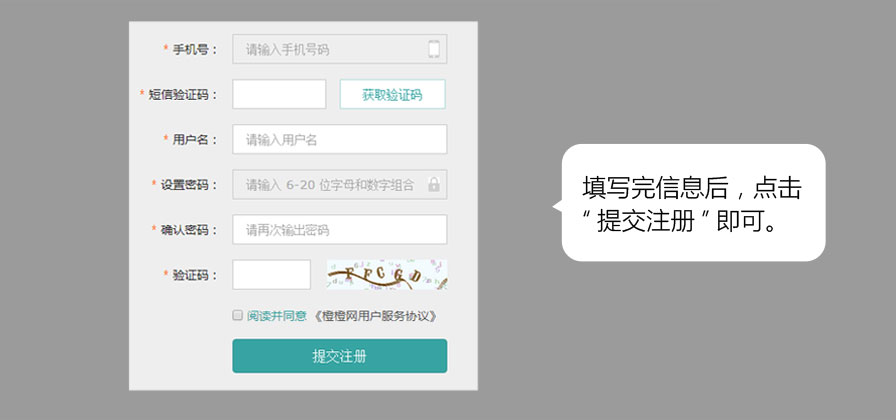 * 手机号： 请输入手机号码
* 短信验证码： 获取验证码
* 用户名： 请输入用户名
* 设置密码： 请输入 6-20 位字母和数字组合
* 确认密码： 请再次输出密码
* 验证码： FFCGD
阅读并同意 《橙橙网用户服务协议》
提交注册
填写完信息后，点击
“提交注册”即可。